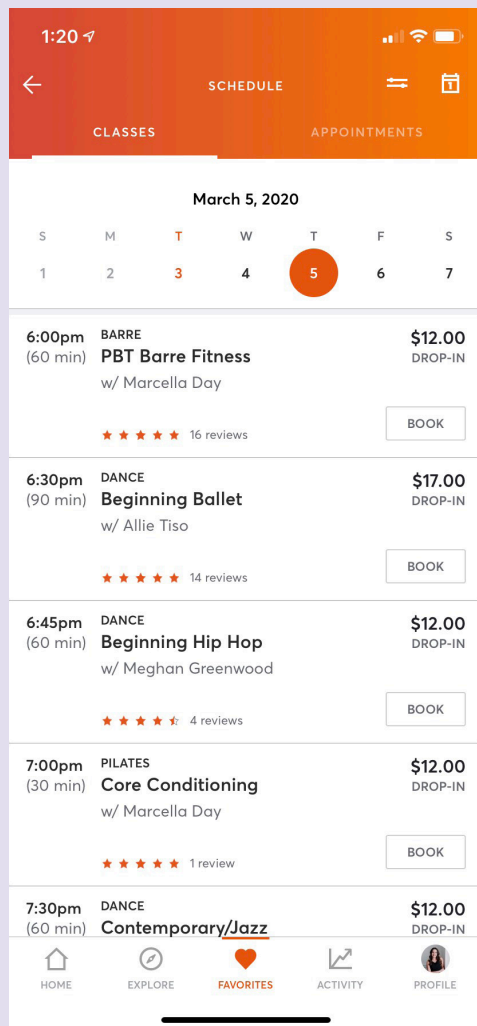 1:20
SCHEDULE
1
CLASSES APPOINTMENTS
March 5, 2020
S M T W T F S
1 2 3 4 5 6 7
6:00pm BARRE $12.00
(60 min) PBT Barre Fitness DROP-IN
w/ Marcella Day
BOOK
16 reviews
6:30pm DANCE $17.00
(90 min) Beginning Ballet DROP-IN
w/ Allie Tiso
BOOK
14 reviews
6:45pm DANCE $12.00
(60 min) Beginning Hip Hop DROP-IN
w/ Meghan Greenwood
BOOK
4 reviews
7:00pm PILATES $12.00
(30 min) Core Conditioning DROP-IN
w/ Marcella Day
BOOK
1 review
7:30pm DANCE $12.00
(60 min) Contemporary/Jazz DROP-IN
HOME EXPLORE FAVORITES ACTIVITY PROFILE